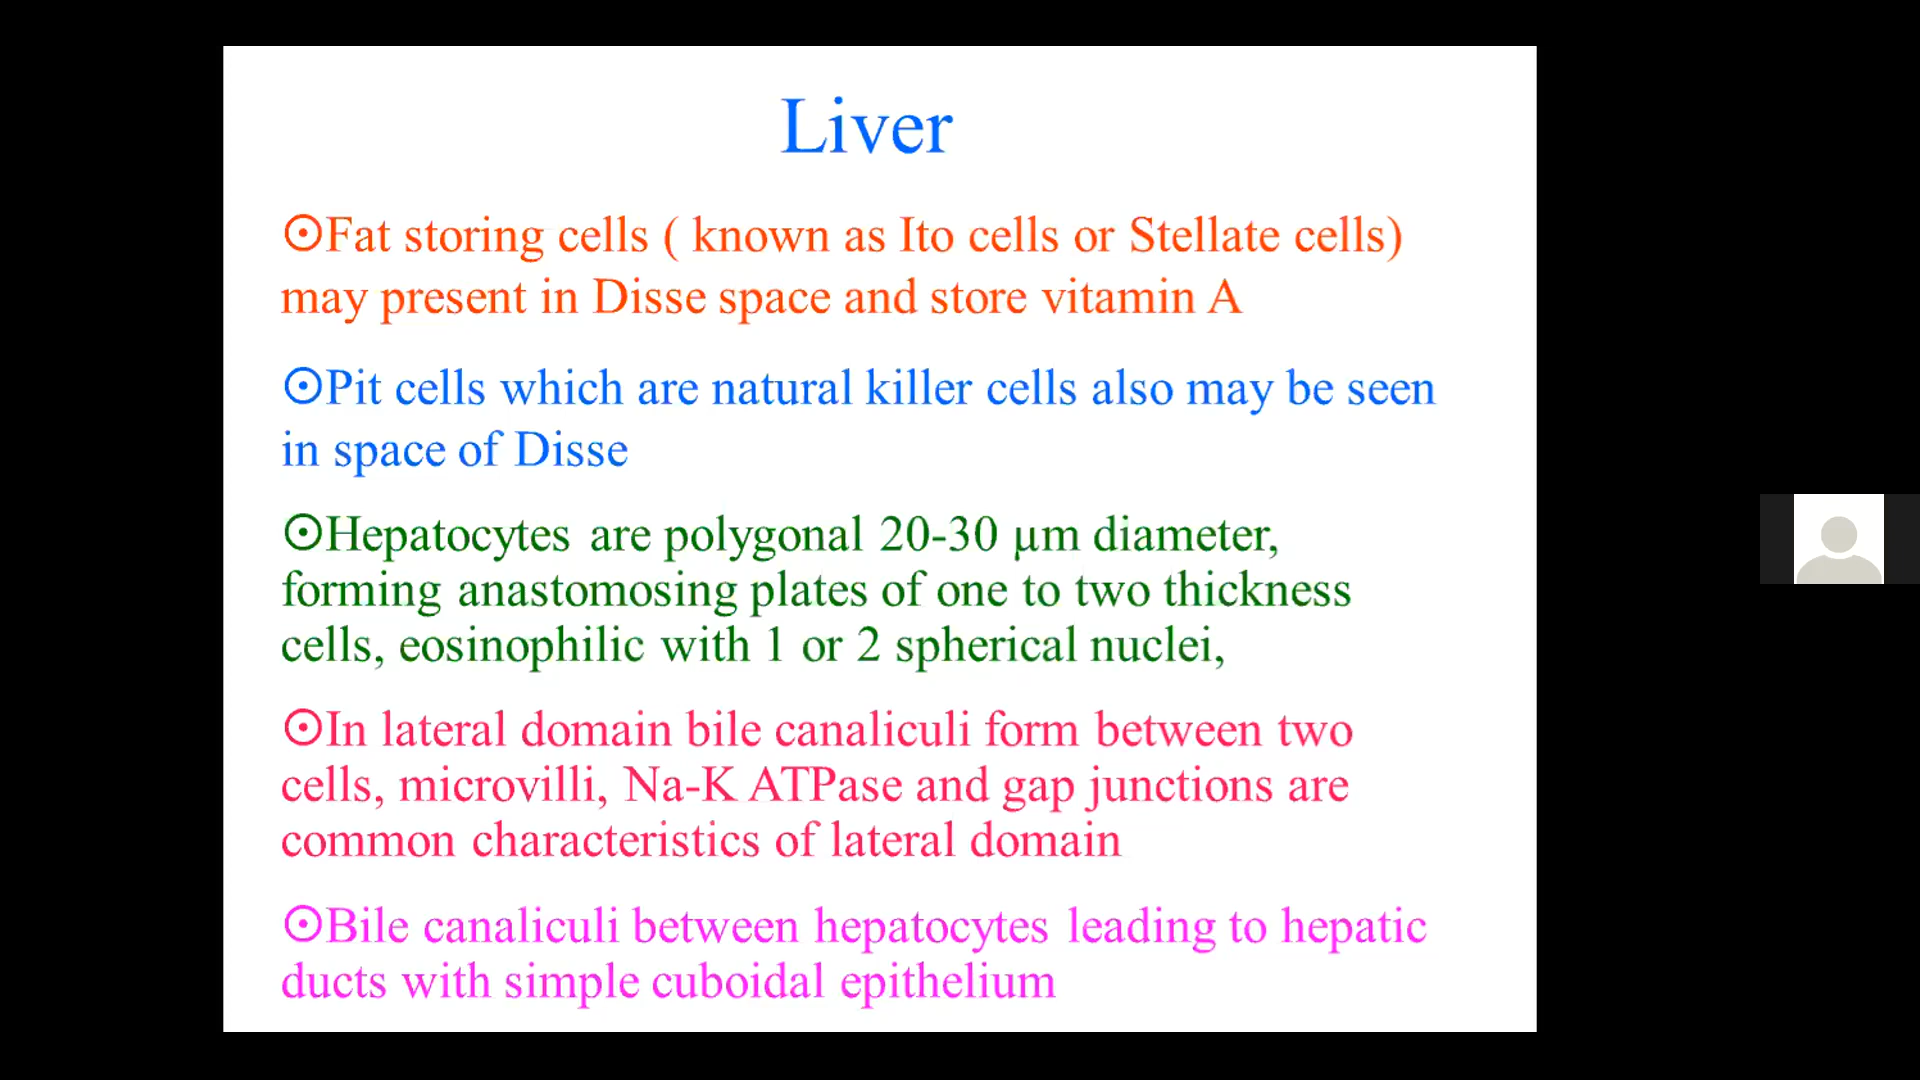 Liver
⊙Fat storing cells ( known as Ito cells or Stellate cells)
may present in Disse space and store vitamin A
⊙Pit cells which are natural killer cells also may be seen
in space of Disse
⊙Hepatocytes are polygonal 20-30 µm diameter,
forming anastomosing plates of one to two thickness
cells, eosinophilic with 1 or 2 spherical nuclei,
⊙In lateral domain bile canaliculi form between two
cells, microvilli, Na-K ATPase and gap junctions are
common characteristics of lateral domain
⊙Bile canaliculi between hepatocytes leading to hepatic
ducts with simple cuboidal epithelium